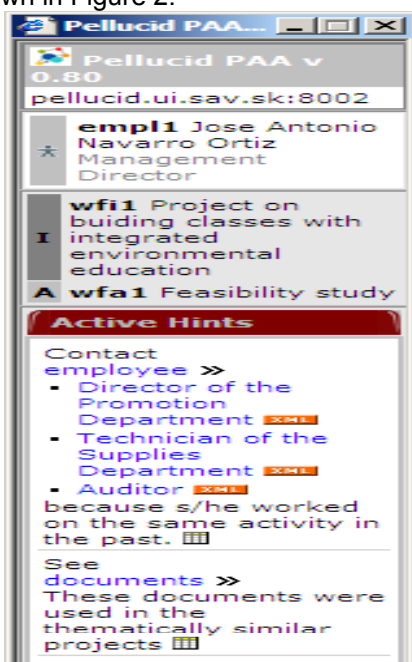 wn in Figure 2.
Pellucid PAA...
Pellucid PAA v
0.80
pellucid.ui.sav.sk:8002
empl1 Jose Antonio
Navarro Ortiz
Management
Director
wfi1 Project on
buiding classes with
I integrated
environmental
education
A wfa1 Feasibility study
Active Hints
Contact
employee »
▪ Director of the
Promotion
Department XML
▪ Technician of the
Supplies
Department XML
▪ Auditor XML
because s/he worked
on the same activity in
the past.
See
documents »
These documents were
used in the
thematically similar
projects